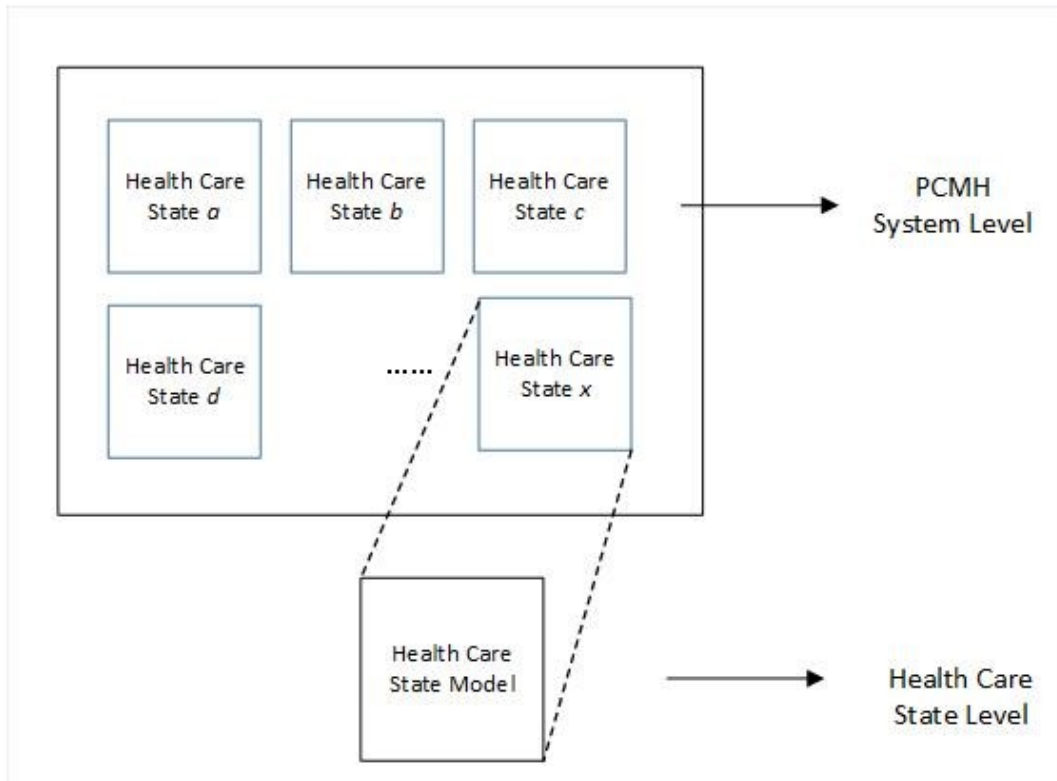 Health Care
State a
Health Care
State b
Health Care
State c
PCMH
System Level
Health Care
State d
......
Health Care
State x
Health Care
State Model
Health Care
State Level